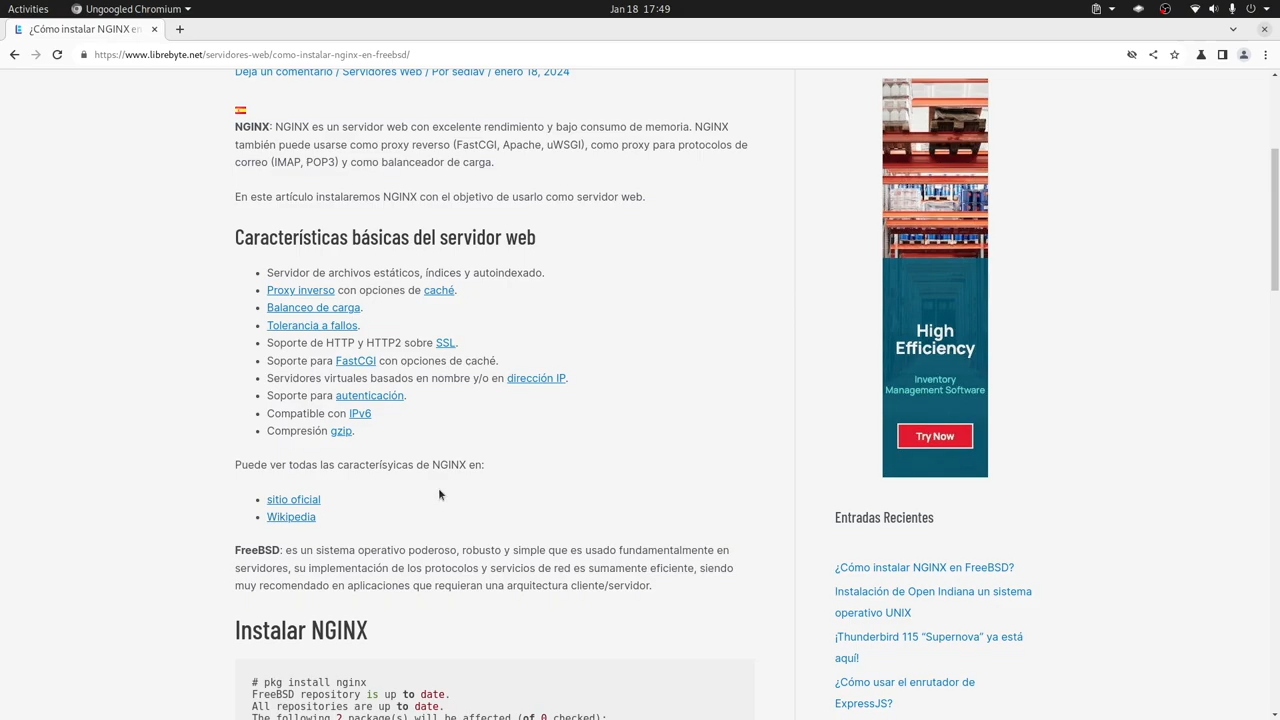 Activities
Ungoogled Chromium
Jan 18 17:49
¿Cómo instalar NGINX en
https://www.librebyte.net/servidores-web/como-instalar-nginx-en-freebsd/
Deja un comentario / Servidores Web / Por sedlav / enero 18, 2024
NGINX: NGINX es un servidor web con excelente rendimiento y bajo consumo de memoria. NGINX
también puede usarse como proxy reverso (FastCGI, Apache, uWSGI), como proxy para protocolos de
correo (IMAP, POP3) y como balanceador de carga.
En este artículo instalaremos NGINX con el objetivo de usarlo como servidor web.
Características básicas del servidor web
Servidor de archivos estáticos, índices y autoindexado.
Proxy inverso con opciones de caché.
Balanceo de carga.
Tolerancia a fallos.
Soporte de HTTP y HTTP2 sobre SSL.
Soporte para FastCGI con opciones de caché.
Servidores virtuales basados en nombre y/o en dirección IP.
Soporte para autenticación.
Compatible con IPv6
Compresión gzip.
Puede ver todas las caracterísyicas de NGINX en:
sitio oficial
Wikipedia
FreeBSD: es un sistema operativo poderoso, robusto y simple que es usado fundamentalmente en
servidores, su implementación de los protocolos y servicios de red es sumamente eficiente, siendo
muy recomendado en aplicaciones que requieran una arquitectura cliente/servidor.
Instalar NGINX
# pkg install nginx
FreeBSD repository is up to date.
All repositories are up to date.
The following 2 package(s) will be affected (of 0 checked):
High
Efficiency
Inventory
Management Software
Try Now
Entradas Recientes
¿Cómo instalar NGINX en FreeBSD?
Instalación de Open Indiana un sistema
operativo UNIX
¡Thunderbird 115 “Supernova” ya está
aquí!
¿Cómo usar el enrutador de
ExpressJS?